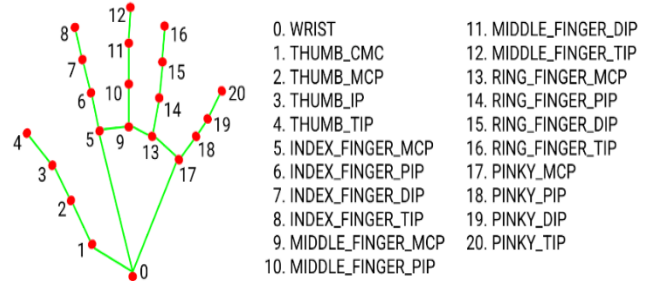 12
8
16
11
7
15
20
10
6
14
19
4
5
9
13
18
3
17
2
1
0
0. WRIST
1. THUMB_CMC
2. THUMB_MCP
3. THUMB_IP
4. THUMB_TIP
5. INDEX_FINGER_MCP
6. INDEX_FINGER_PIP
7. INDEX_FINGER_DIP
8. INDEX_FINGER_TIP
9. MIDDLE_FINGER_MCP
10. MIDDLE_FINGER_PIP
11. MIDDLE_FINGER_DIP
12. MIDDLE_FINGER_TIP
13. RING_FINGER_MCP
14. RING_FINGER_PIP
15. RING_FINGER_DIP
16. RING_FINGER_TIP
17. PINKY_MCP
18. PINKY_PIP
19. PINKY_DIP
20. PINKY_TIP